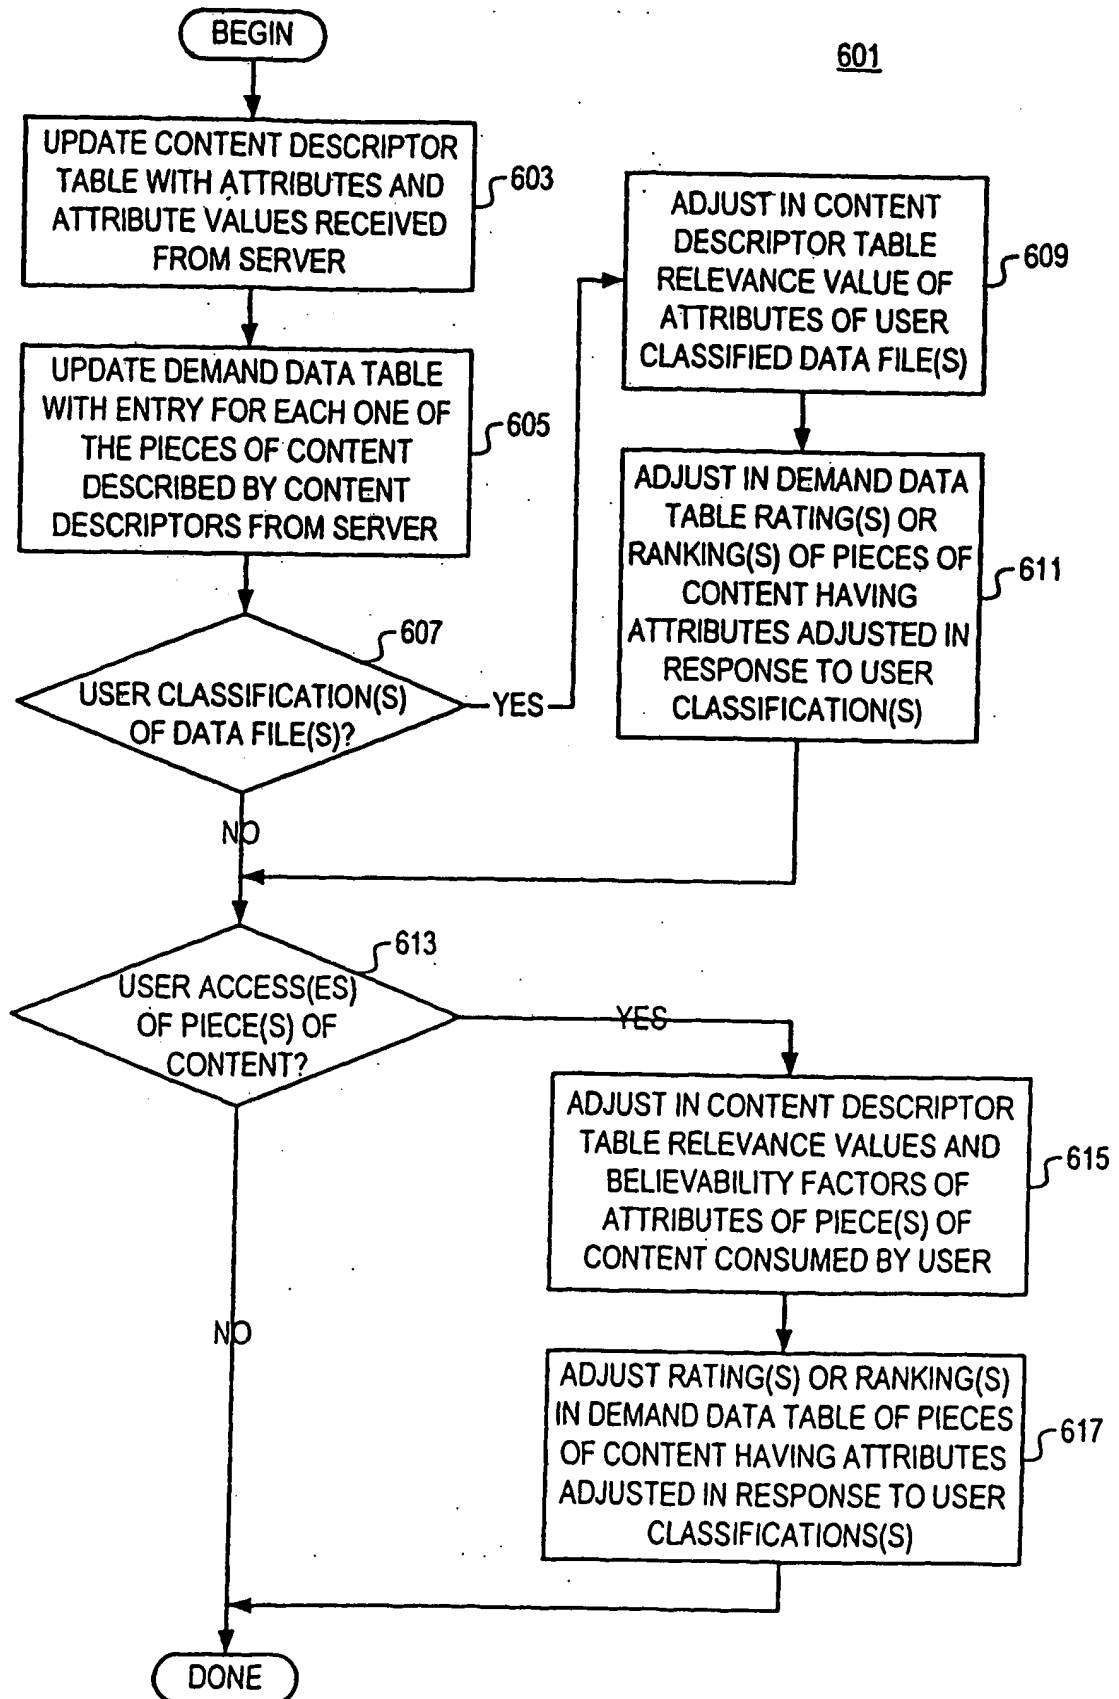 BEGIN
601
UPDATE CONTENT DESCRIPTOR
TABLE WITH ATTRIBUTES AND
ATTRIBUTE VALUES RECEIVED
FROM SERVER
603
UPDATE DEMAND DATA TABLE
WITH ENTRY FOR EACH ONE OF
THE PIECES OF CONTENT
DESCRIBED BY CONTENT
DESCRIPTORS FROM SERVER
605
607
USER CLASSIFICATION(S)
OF DATA FILE(S)?
YES
NO
ADJUST IN CONTENT
DESCRIPTOR TABLE
RELEVANCE VALUE OF
ATTRIBUTES OF USER
CLASSIFIED DATA FILE(S)
609
ADJUST IN DEMAND DATA
TABLE RATING(S) OR
RANKING(S) OF PIECES OF
CONTENT HAVING
ATTRIBUTES ADJUSTED IN
RESPONSE TO USER
CLASSIFICATION(S)
611
613
USER ACCESS(ES)
OF PIECE(S) OF
CONTENT?
YES
NO
ADJUST IN CONTENT DESCRIPTOR
TABLE RELEVANCE VALUES AND
BELIEVABILITY FACTORS OF
ATTRIBUTES OF PIECE(S) OF
CONTENT CONSUMED BY USER
615
ADJUST RATING(S) OR RANKING(S)
IN DEMAND DATA TABLE OF PIECES
OF CONTENT HAVING ATTRIBUTES
ADJUSTED IN RESPONSE TO USER
CLASSIFICATIONS(S)
617
DONE